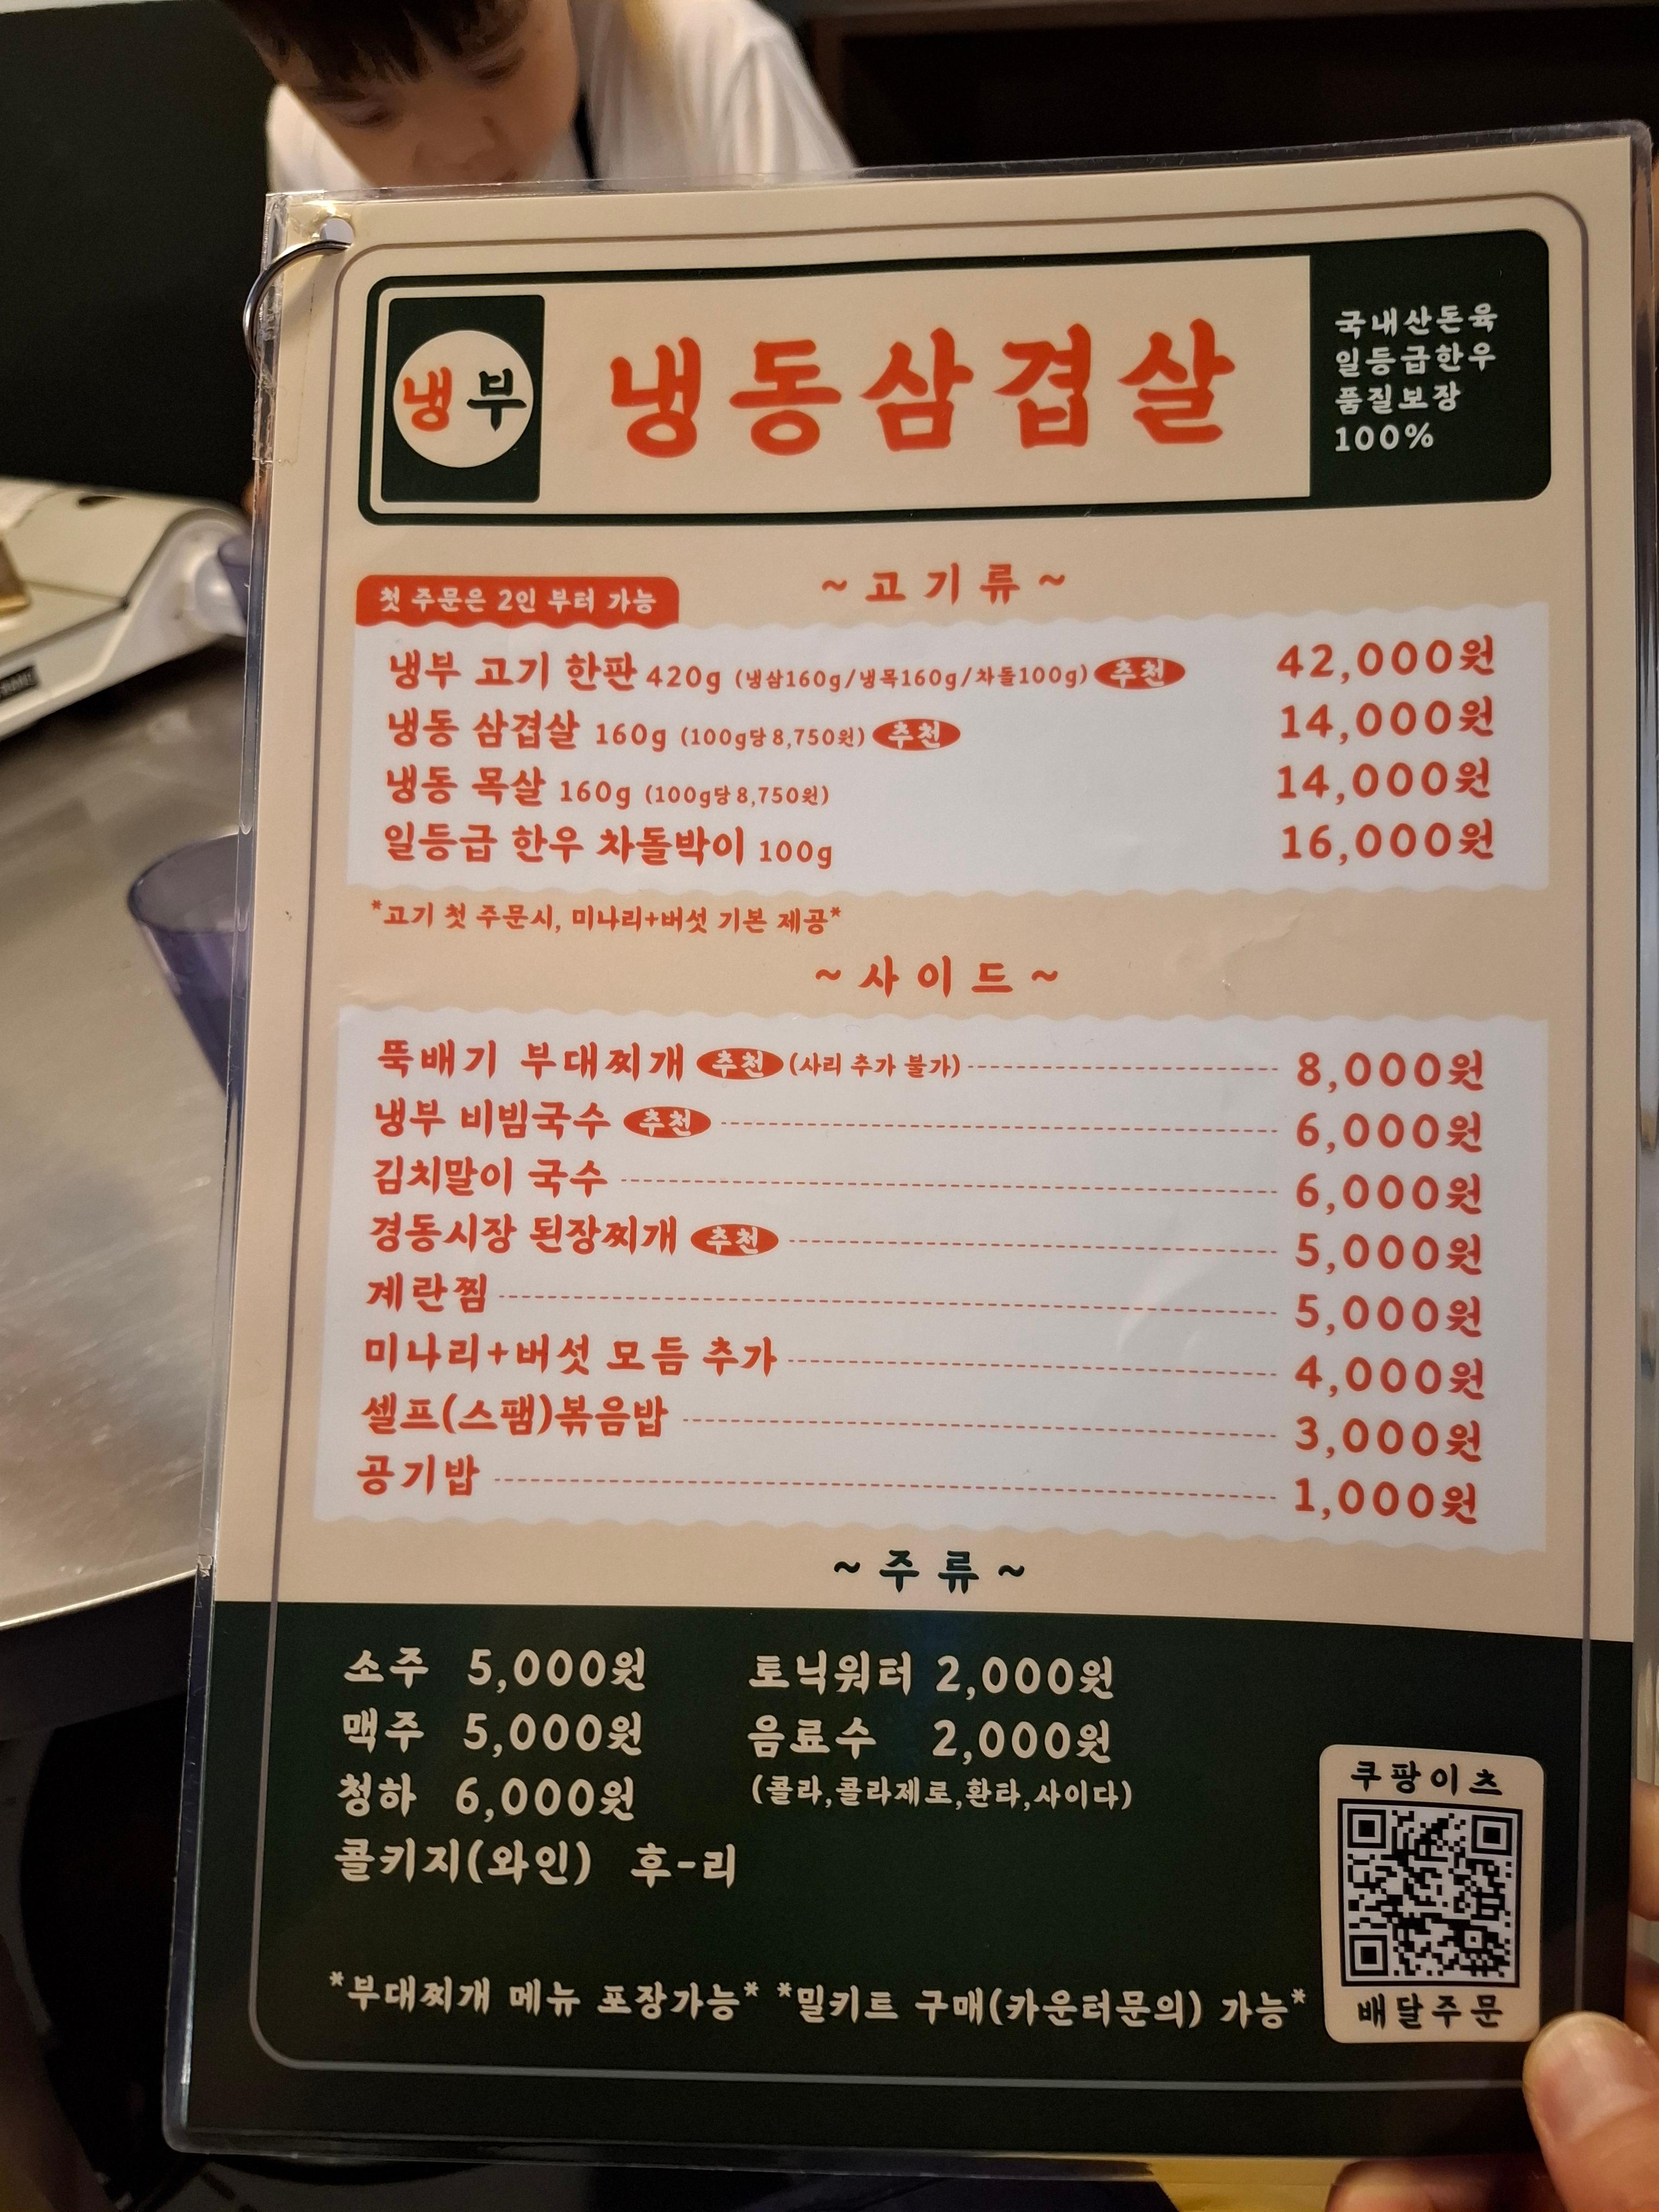 냉부
냉동삼겹살
국내산돈육
일등급한우
품질보장
100%
~ 고기류 ~
첫 주문은 2인 부터 가능
냉부 고기 한판 420g (냉삼160g/냉목160g/차돌100g) 추천 42,000원
냉동 삼겹살 160g (100g당 8,750원) 추천 14,000원
냉동 목살 160g (100g당 8,750원) 14,000원
일등급 한우 차돌박이 100g 16,000원
*고기 첫 주문시, 미나리+버섯 기본 제공*
~ 사이드 ~
뚝배기 부대찌개 추천 (사리 추가 불가) 8,000원
냉부 비빔국수 추천 6,000원
김치말이 국수 6,000원
경동시장 된장찌개 추천 5,000원
계란찜 5,000원
미나리+버섯 모듬 추가 4,000원
셀프(스팸)볶음밥 3,000원
공기밥 1,000원
~ 주류 ~
소주 5,000원 토닉워터 2,000원
맥주 5,000원 음료수 2,000원
청하 6,000원 (콜라,콜라제로,환타,사이다)
콜키지(와인) 후-리
쿠팡이츠
배달주문
*부대찌개 메뉴 포장가능* *밀키트 구매(카운터문의) 가능*